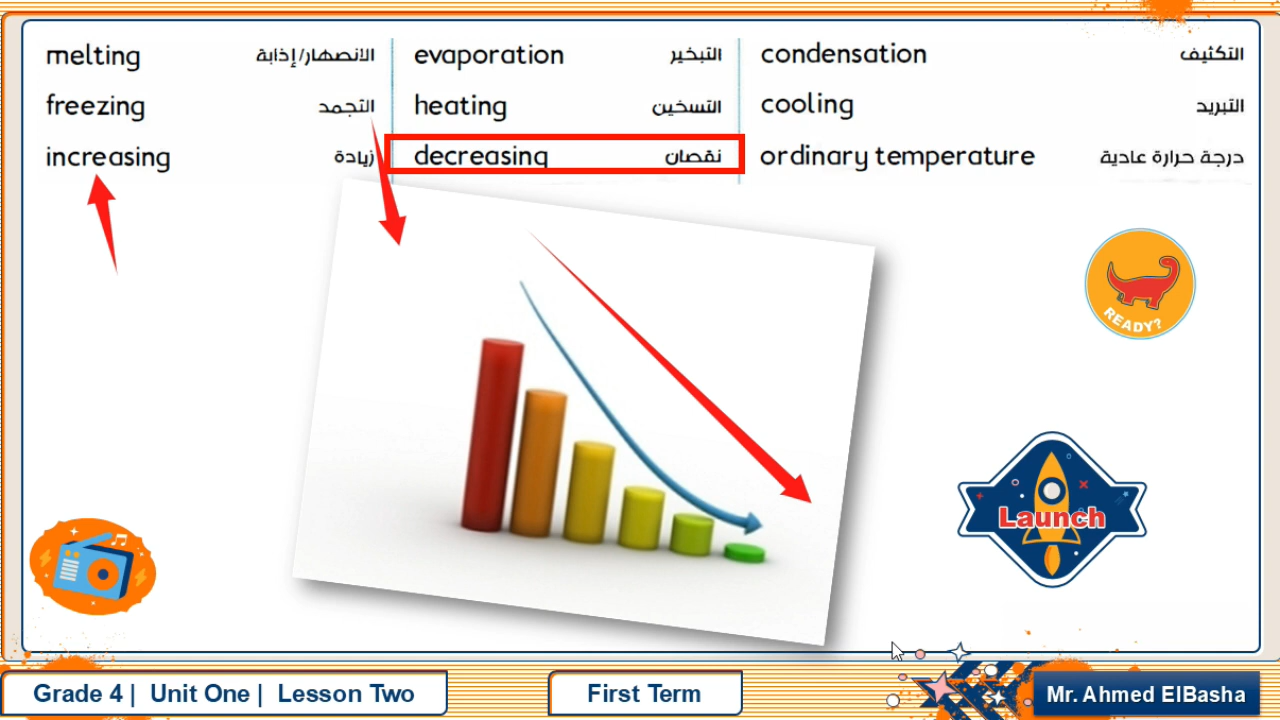 melting الانصهار/إذابة
evaporation التبخير
condensation التكثيف
freezing التجمد
heating التسخين
cooling التبريد
increasing زيادة
decreasing نقصان
ordinary temperature درجة حرارة عادية
READY?
Launch
Grade 4 | Unit One | Lesson Two
First Term
Mr. Ahmed ElBasha